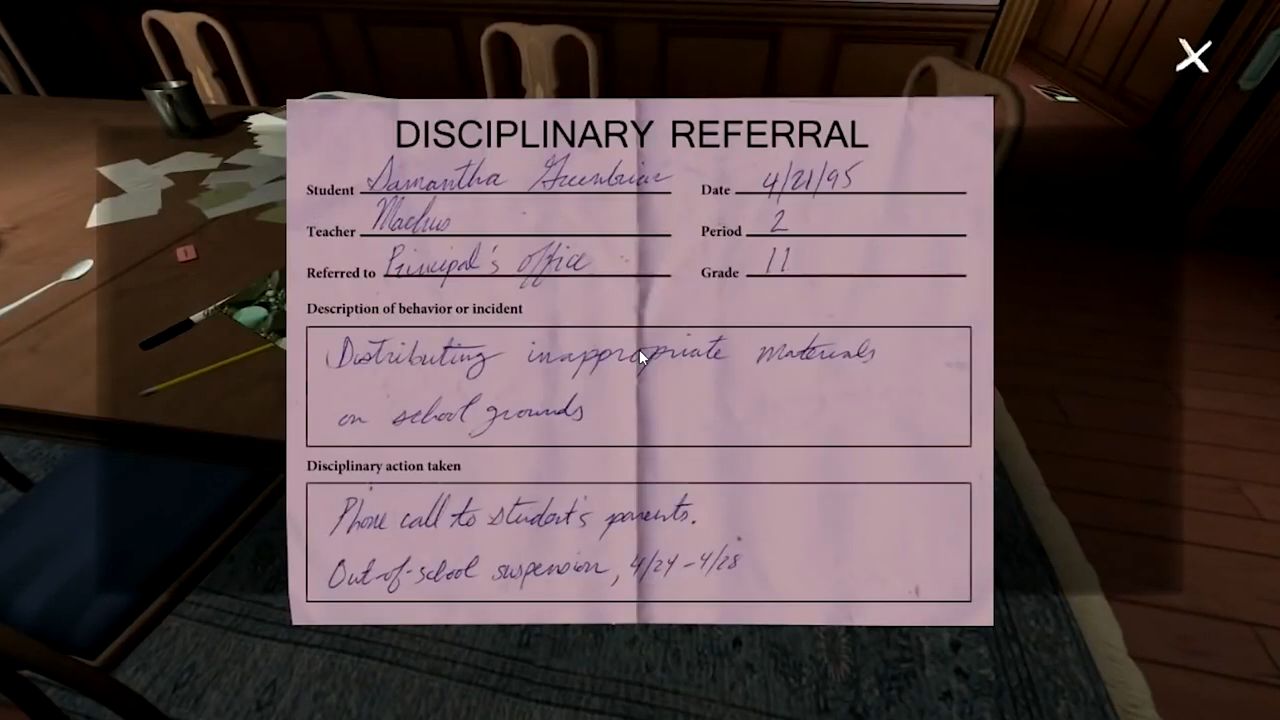 DISCIPLINARY REFERRAL
Student Samantha Greenbriar Date 4/21/95
Teacher Period 2
Referred to Principal's office Grade 11
Description of behavior or incident
Distributing inappropriate materials
on school grounds
Disciplinary action taken
Phone call to student's parents.
Out-of-school suspension, 4/24-4/28